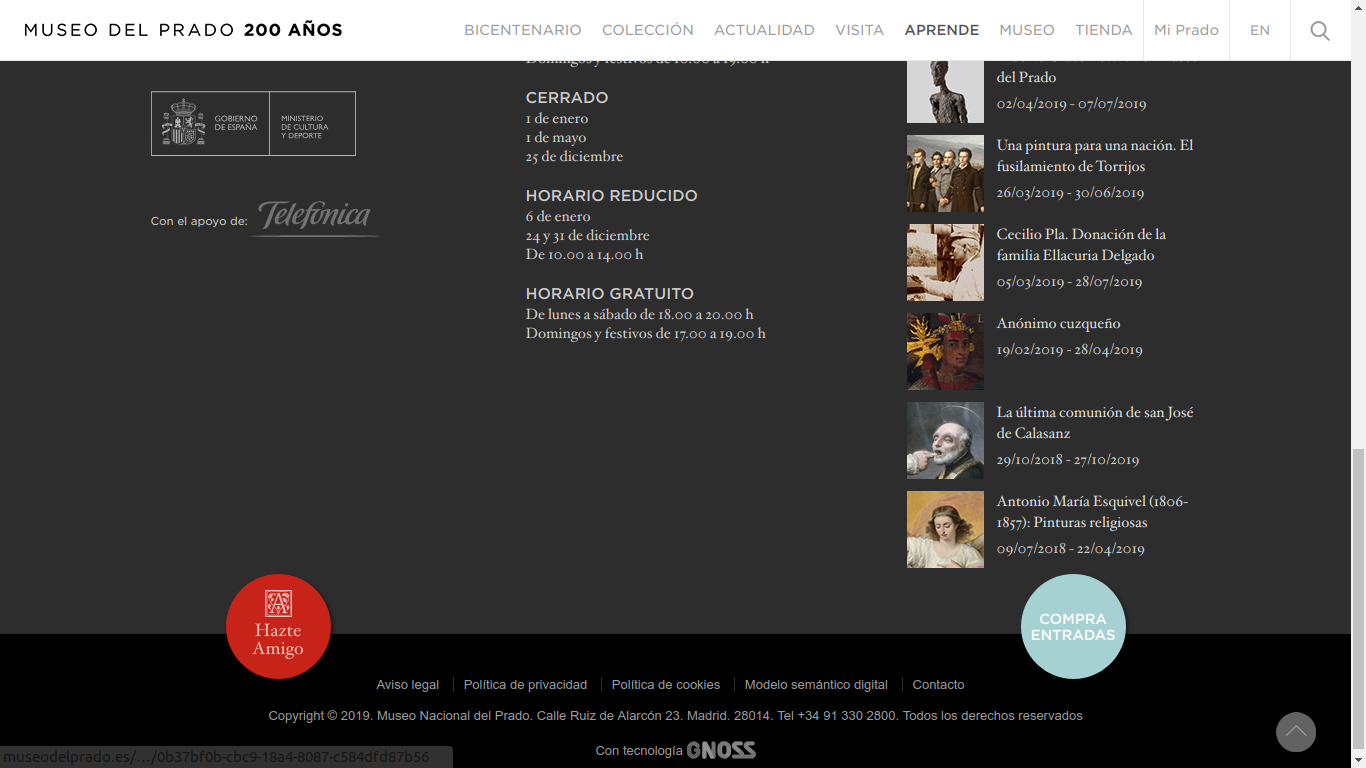 MUSEO DEL PRADO 200 AÑOS
BICENTENARIO COLECCIÓN ACTUALIDAD VISITA APRENDE MUSEO TIENDA Mi Prado EN
GOBIERNO DE ESPAÑA
MINISTERIO DE CULTURA Y DEPORTE
Con el apoyo de: Telefónica
Domingos y festivos de 10.00 a 19.00 h
CERRADO
1 de enero
1 de mayo
25 de diciembre
HORARIO REDUCIDO
6 de enero
24 y 31 de diciembre
De 10.00 a 14.00 h
HORARIO GRATUITO
De lunes a sábado de 18.00 a 20.00 h
Domingos y festivos de 17.00 a 19.00 h
del Prado
02/04/2019 - 07/07/2019
Una pintura para una nación. El
fusilamiento de Torrijos
26/03/2019 - 30/06/2019
Cecilio Pla. Donación de la
familia Ellacuria Delgado
05/03/2019 - 28/07/2019
Anónimo cuzqueño
19/02/2019 - 28/04/2019
La última comunión de san José
de Calasanz
29/10/2018 - 27/10/2019
Antonio María Esquivel (1806-
1857): Pinturas religiosas
09/07/2018 - 22/04/2019
A
Hazte
Amigo
COMPRA
ENTRADAS
Aviso legal Política de privacidad Política de cookies Modelo semántico digital Contacto
Copyright © 2019. Museo Nacional del Prado. Calle Ruiz de Alarcón 23. Madrid. 28014. Tel +34 91 330 2800. Todos los derechos reservados
Con tecnología GNOSS
museodelprado.es/…/0b37bf0b-cbc9-18a4-8087-c584dfd87b56